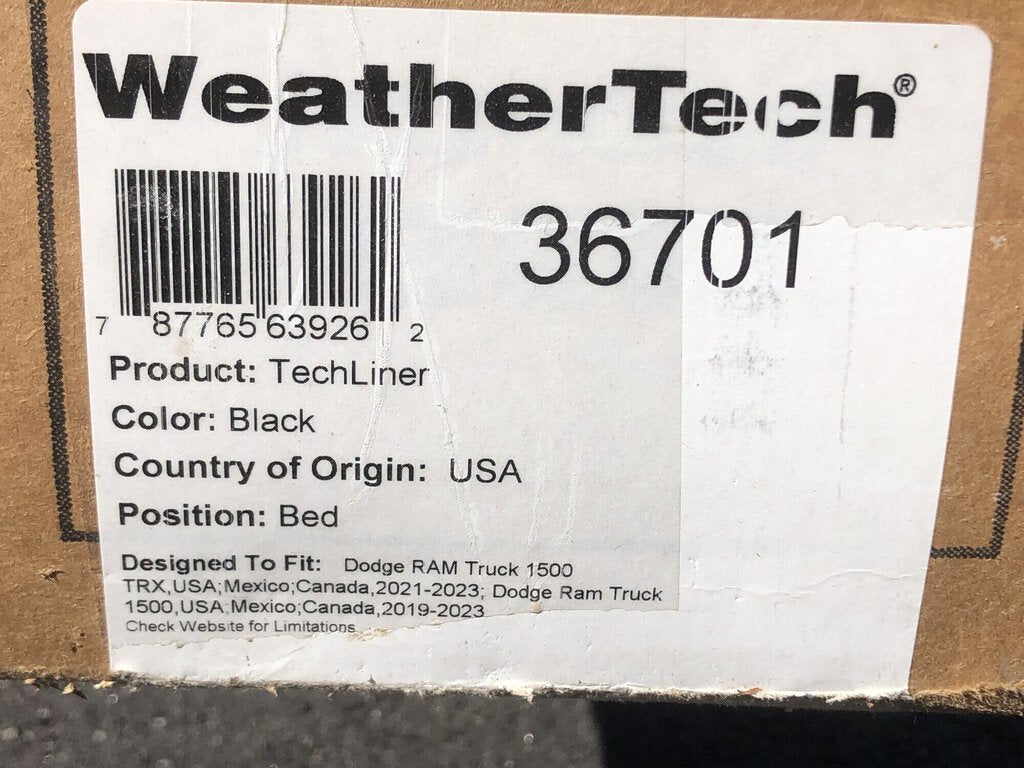 WeatherTech®
36701
7 87765 63926 2
Product: TechLiner
Color: Black
Country of Origin: USA
Position: Bed
Designed To Fit: Dodge RAM Truck 1500
TRX,USA;Mexico;Canada,2021-2023; Dodge Ram Truck
1500,USA;Mexico;Canada,2019-2023
Check Website for Limitations